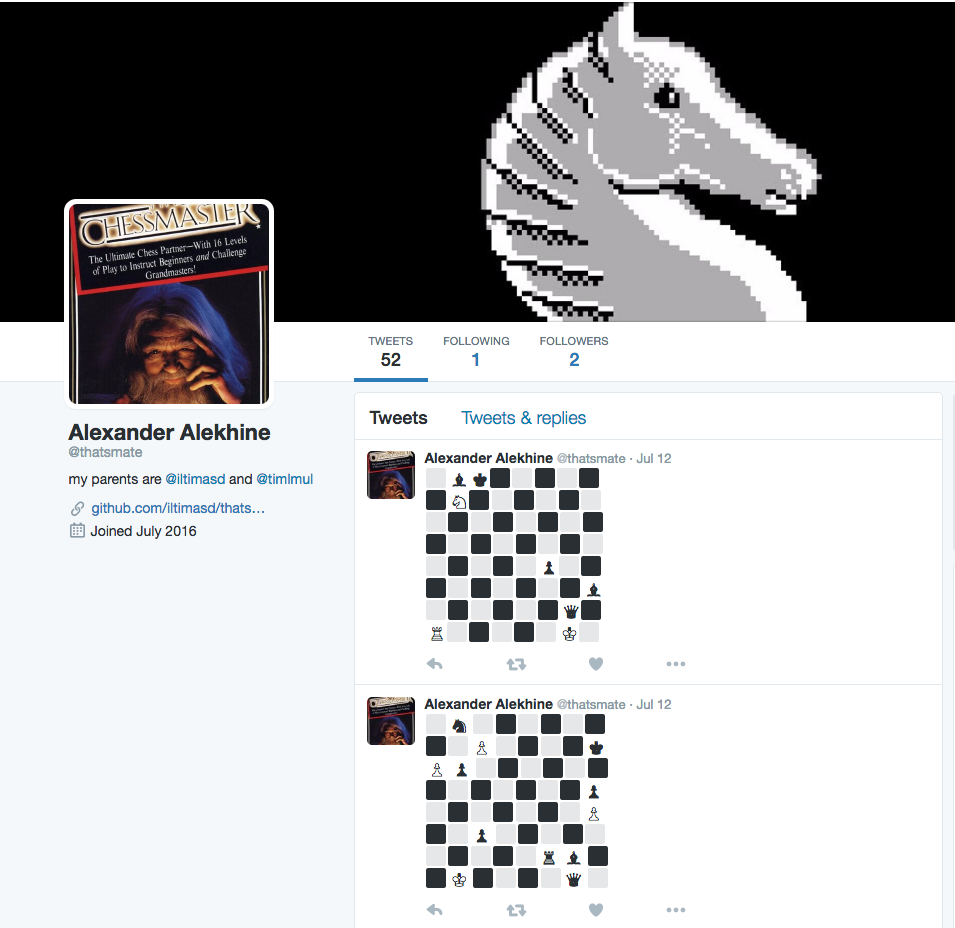 CHESSMASTER
The Ultimate Chess Partner—With 16 Levels
of Play to Instruct Beginners and Challenge
Grandmasters!
TWEETS FOLLOWING FOLLOWERS
52 1 2
Alexander Alekhine
@thatsmate
my parents are @iltimasd and @timlmul
github.com/iltimasd/thats…
Joined July 2016
Tweets Tweets & replies
Alexander Alekhine @thatsmate · Jul 12
Alexander Alekhine @thatsmate · Jul 12